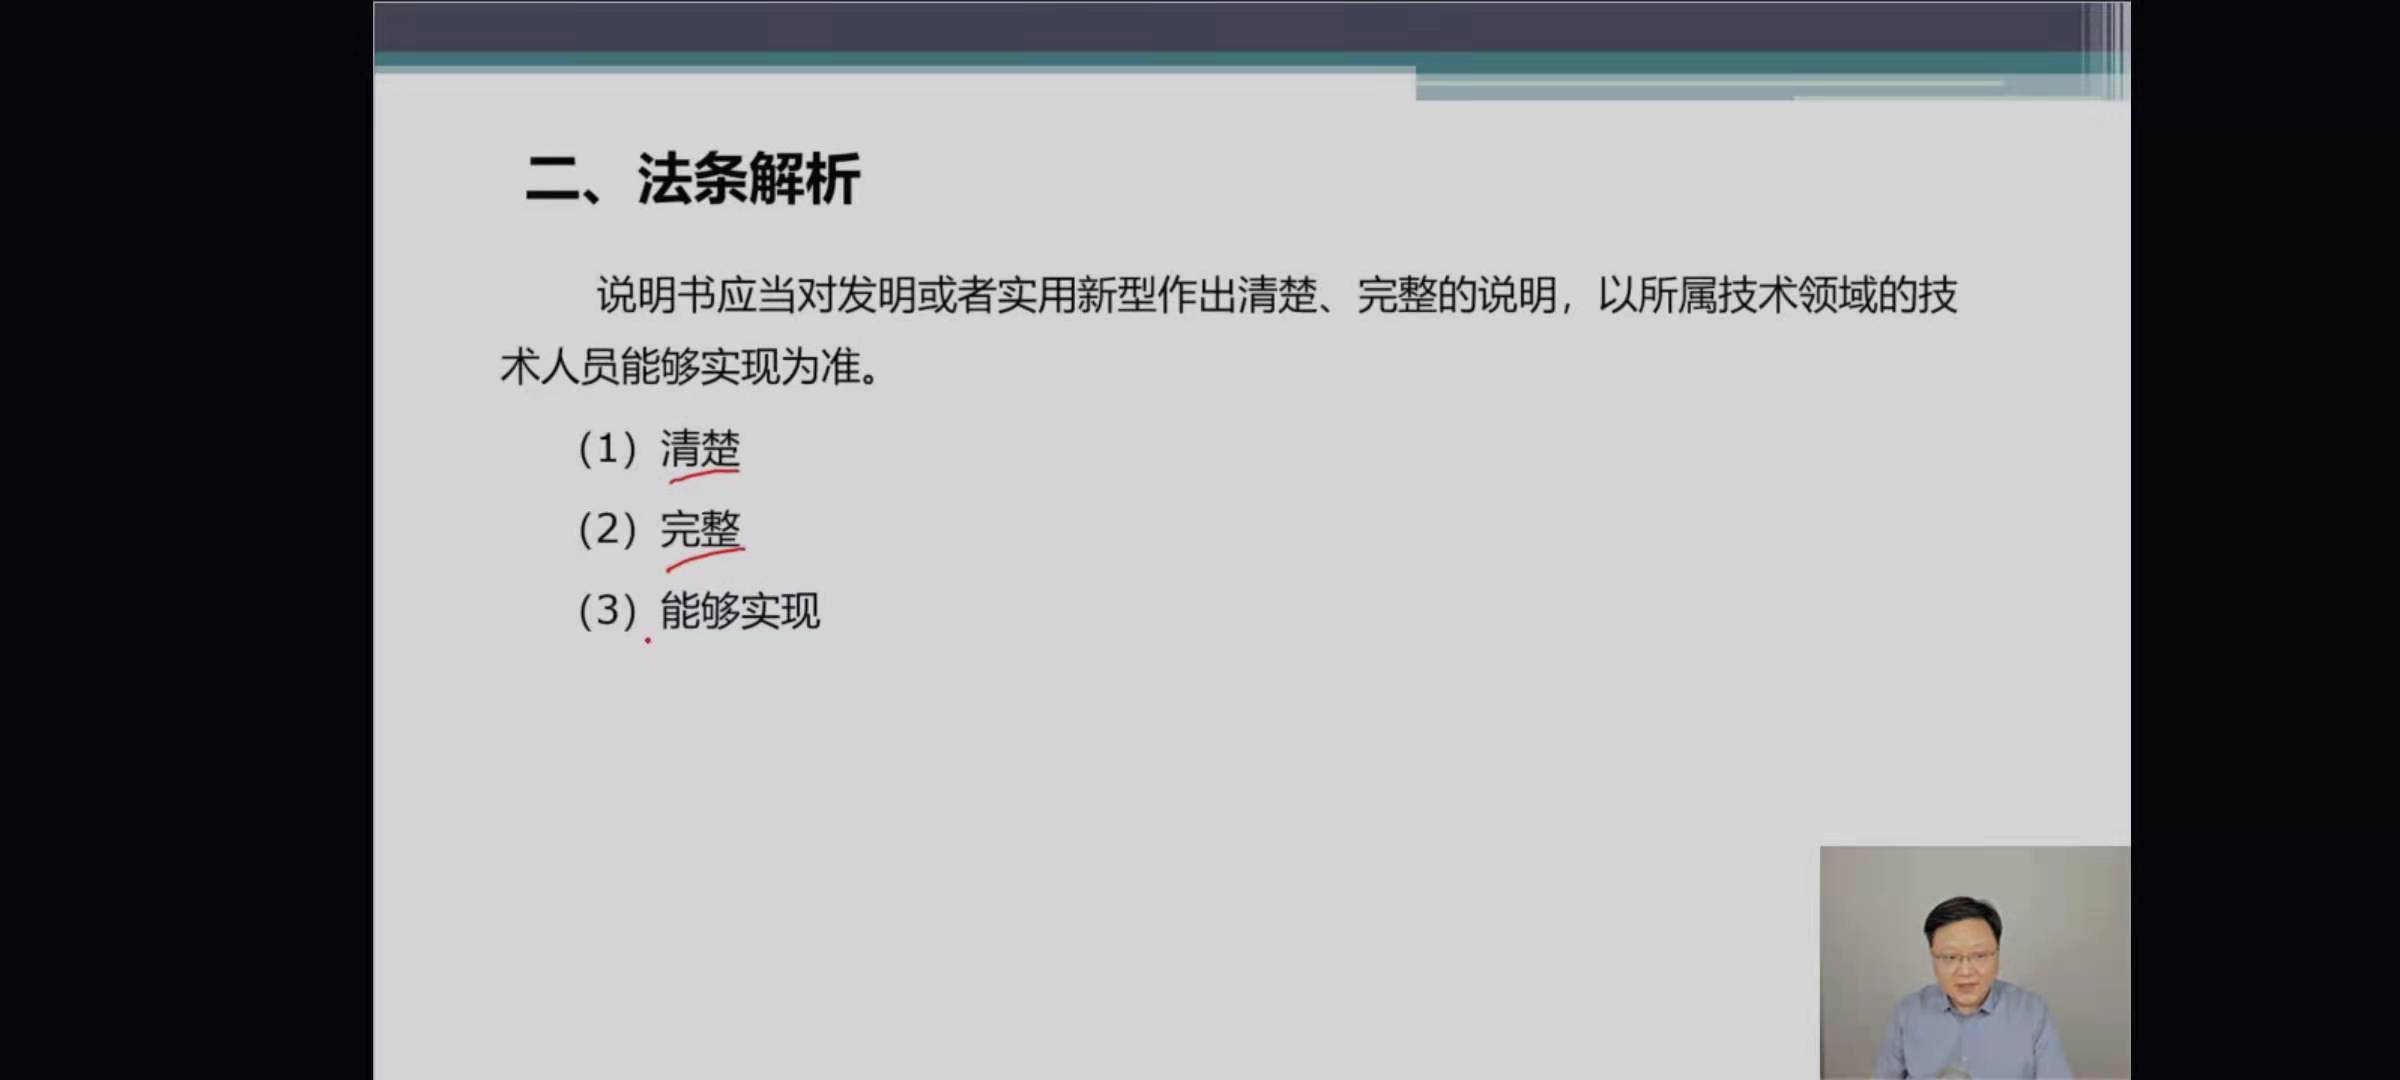 二、法条解析
说明书应当对发明或者实用新型作出清楚、完整的说明，以所属技术领域的技
术人员能够实现为准。
（1）清楚
（2）完整
（3）能够实现